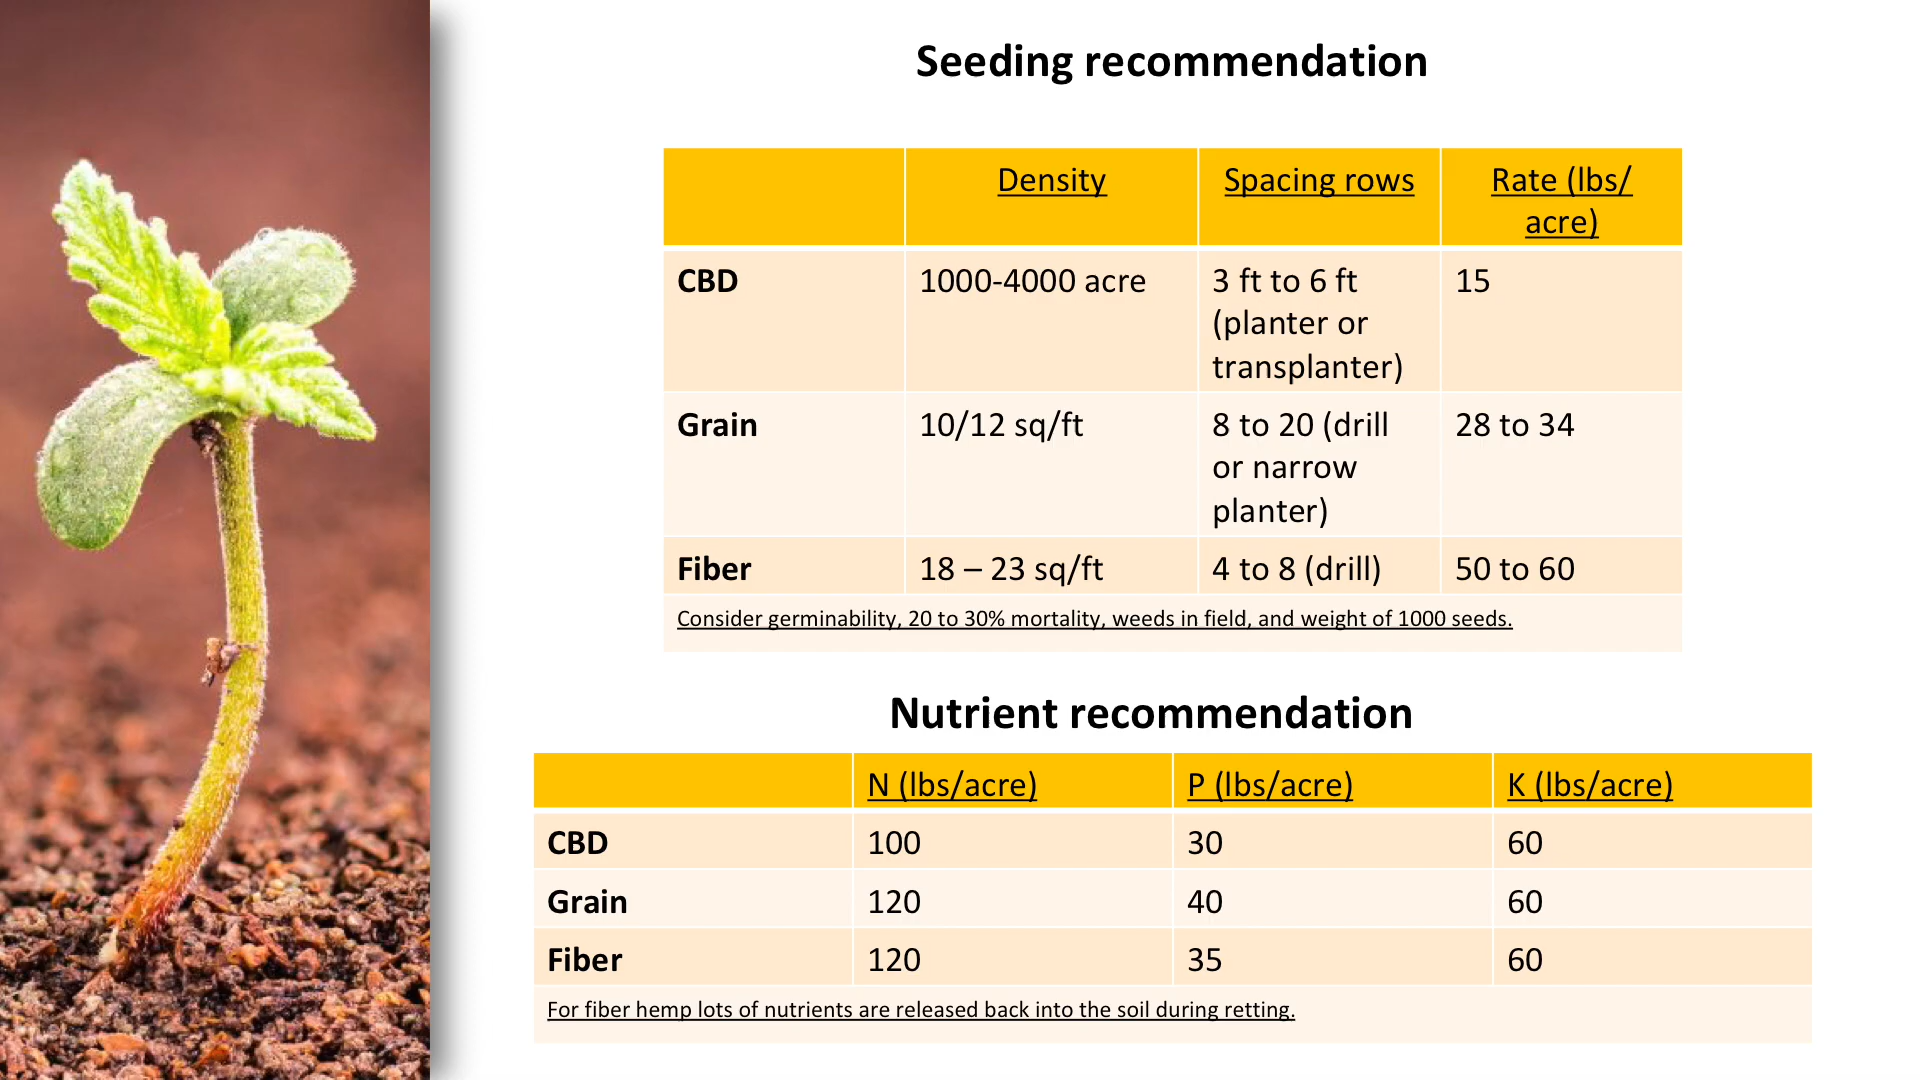 Seeding recommendation
Density Spacing rows Rate (lbs/
acre)
CBD 1000-4000 acre 3 ft to 6 ft 15
(planter or
transplanter)
Grain 10/12 sq/ft 8 to 20 (drill 28 to 34
or narrow
planter)
Fiber 18 – 23 sq/ft 4 to 8 (drill) 50 to 60
Consider germinability, 20 to 30% mortality, weeds in field, and weight of 1000 seeds.
Nutrient recommendation
N (lbs/acre) P (lbs/acre) K (lbs/acre)
CBD 100 30 60
Grain 120 40 60
Fiber 120 35 60
For fiber hemp lots of nutrients are released back into the soil during retting.